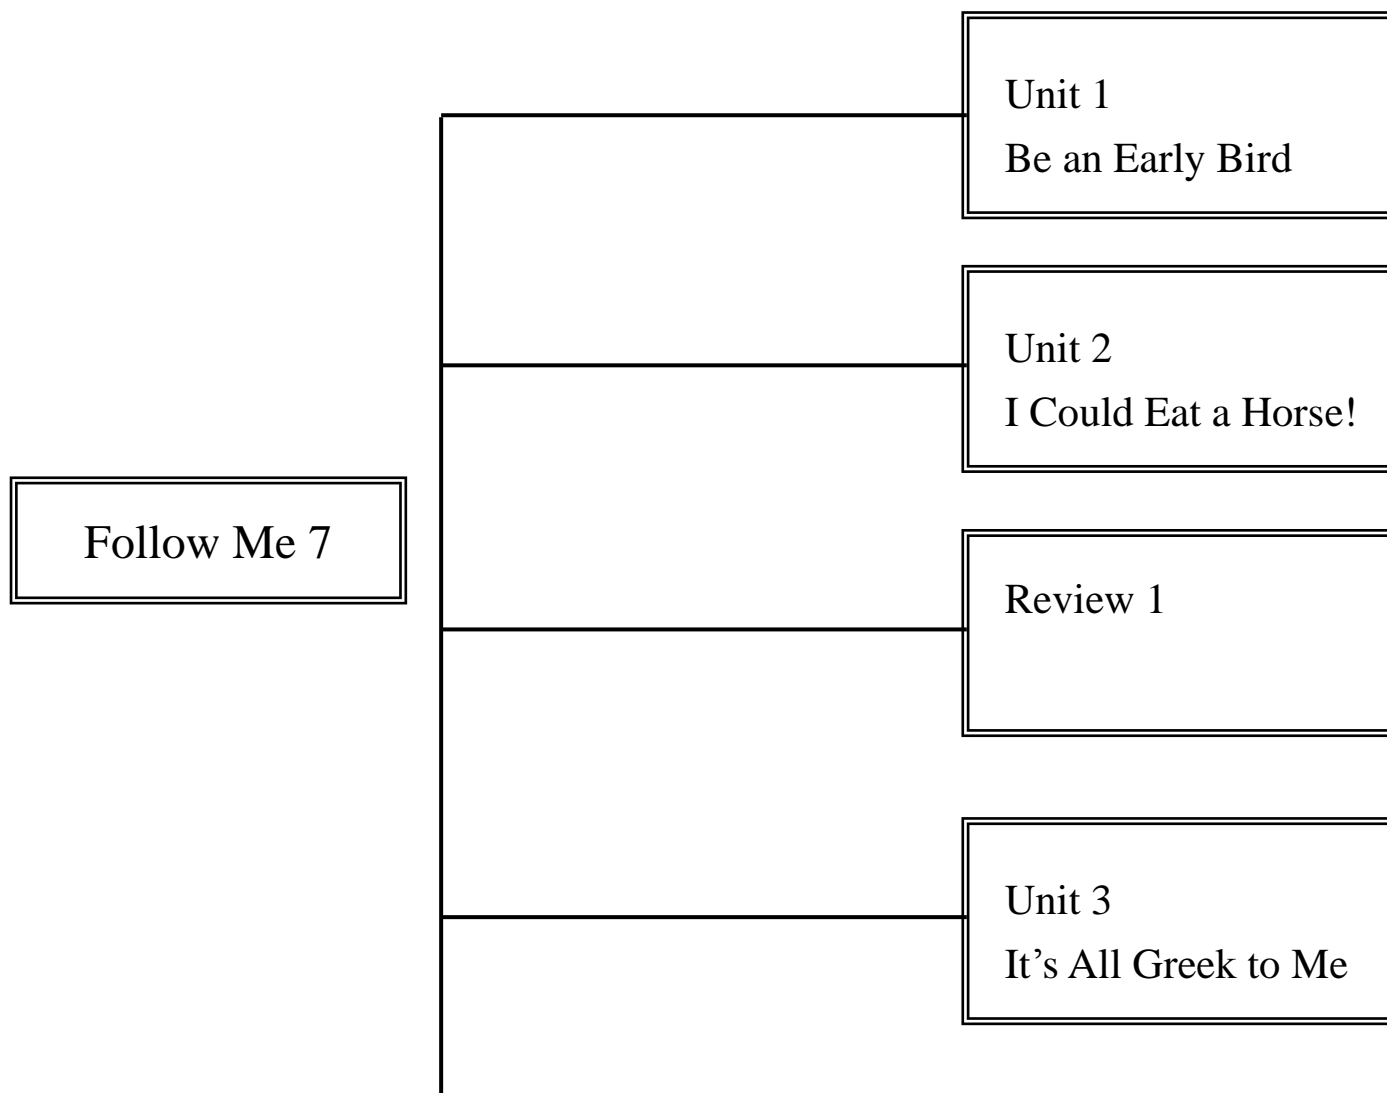 Unit 1
Be an Early Bird
Unit 2
I Could Eat a Horse!
Follow Me 7
Review 1
Unit 3
It’s All Greek to Me